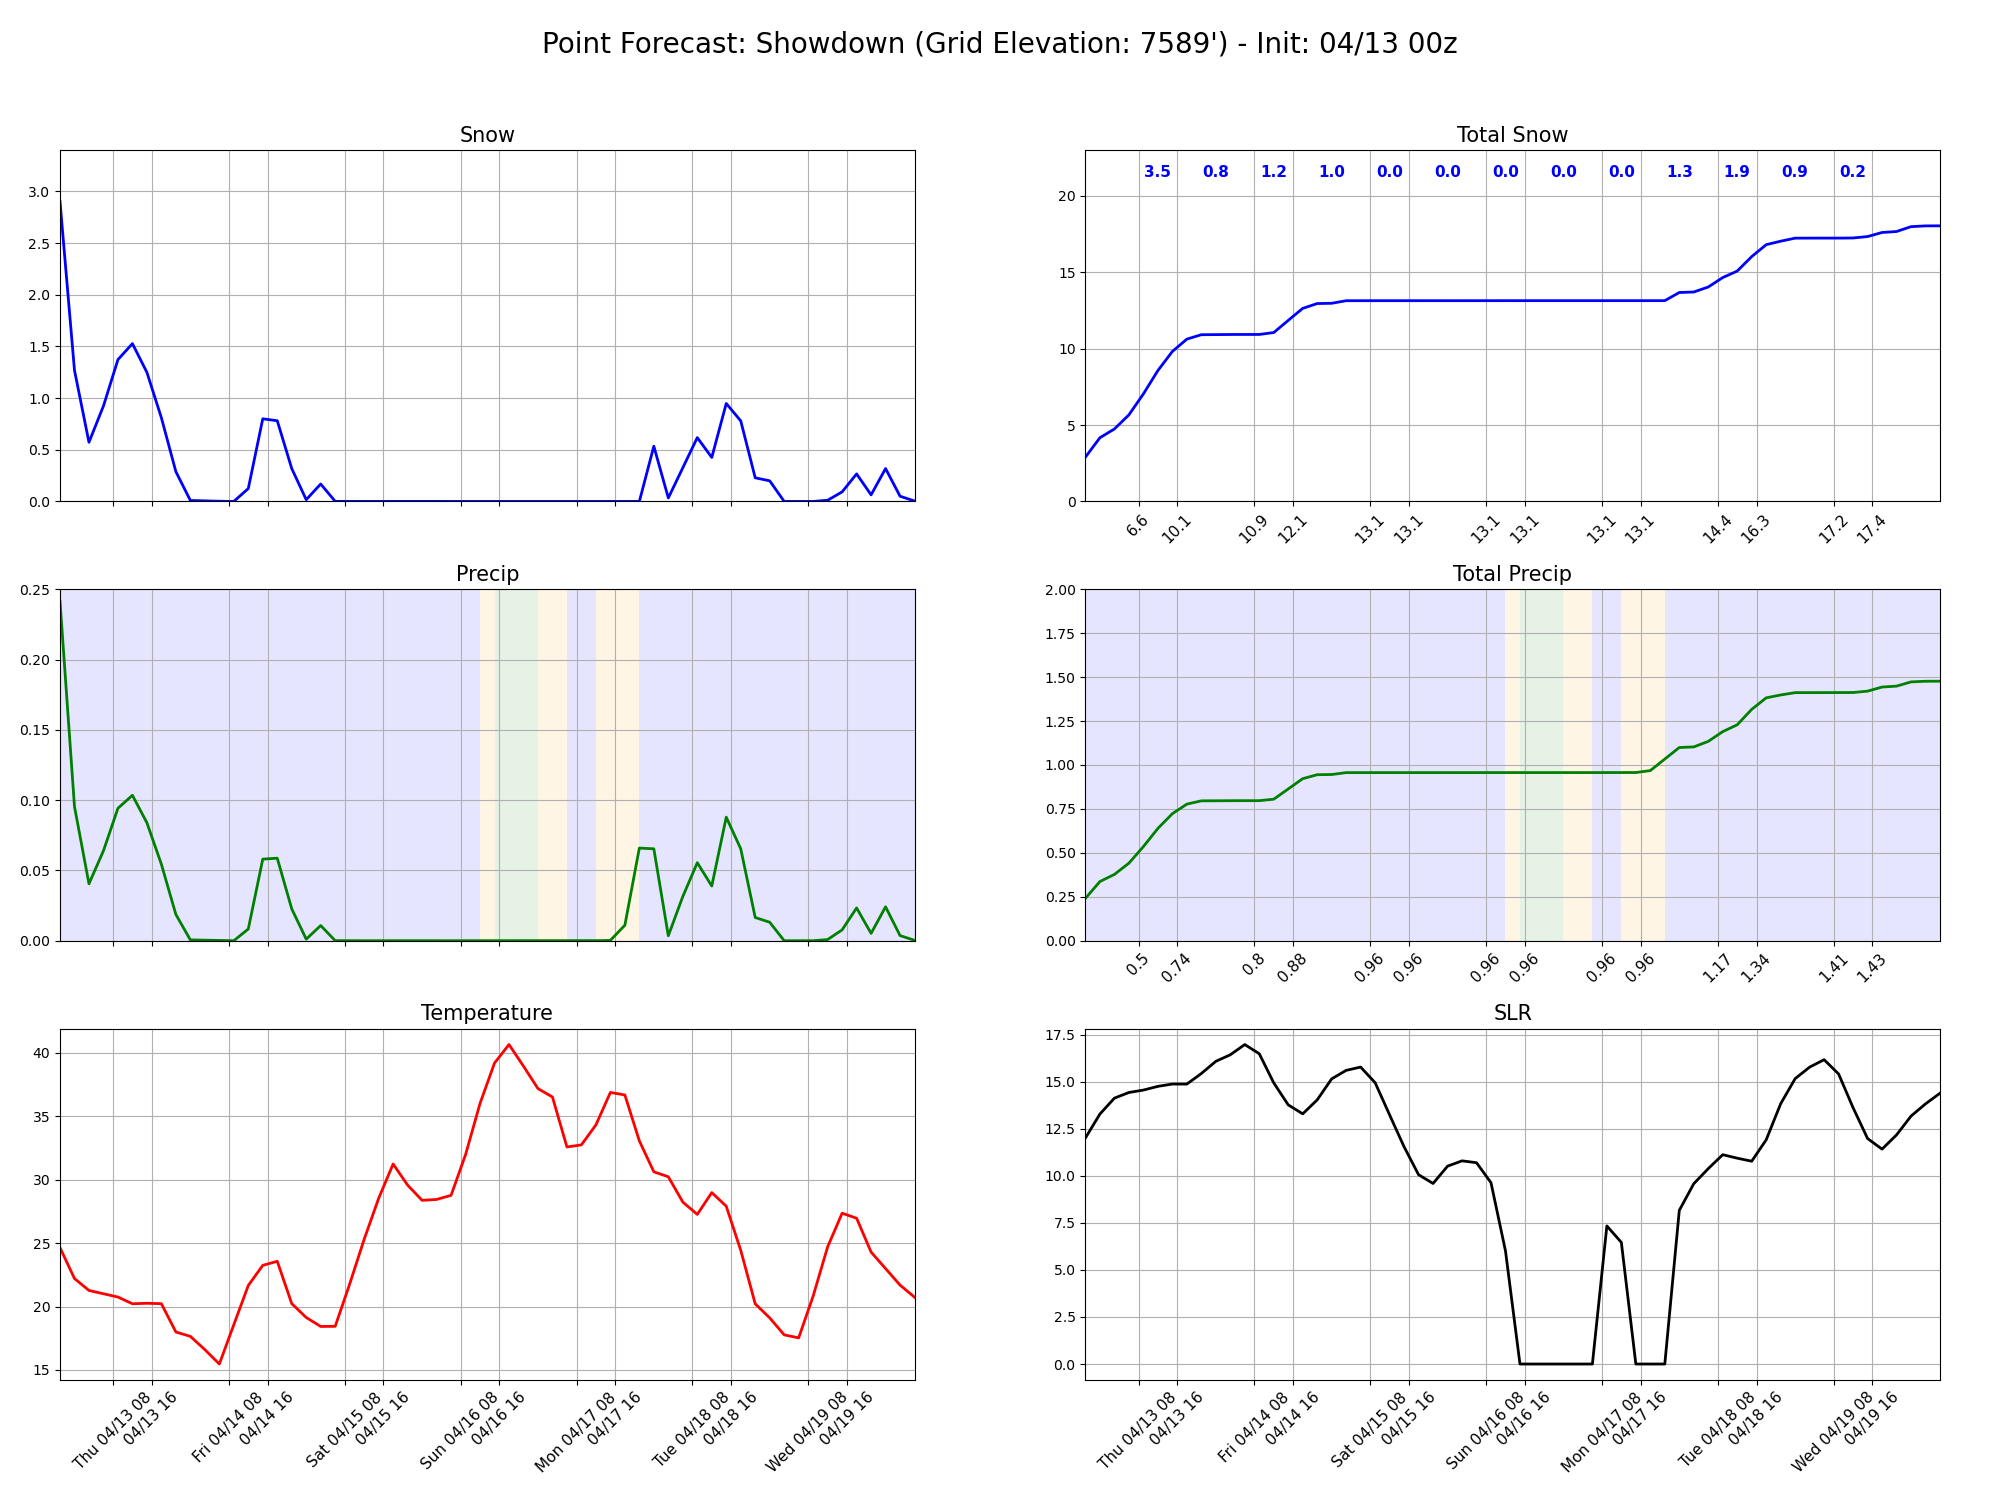 Point Forecast: Showdown (Grid Elevation: 7589') - Init: 04/13 00z
Snow
3.0
2.5
2.0
1.5
1.0
0.5
0.0
Total Snow
3.5 0.8 1.2 1.0 0.0 0.0 0.0 0.0 0.0 1.3 1.9 0.9 0.2
20
15
10
5
0
6.6 10.1 10.9 12.1 13.1 13.1 13.1 13.1 13.1 13.1 14.4 16.3 17.2 17.4
Precip
0.25
0.20
0.15
0.10
0.05
0.00
Total Precip
2.00
1.75
1.50
1.25
1.00
0.75
0.50
0.25
0.00
0.5 0.74 0.8 0.88 0.96 0.96 0.96 0.96 0.96 0.96 1.17 1.34 1.41 1.43
Temperature
40
35
30
25
20
15
Thu 04/13 08
04/13 16
Fri 04/14 08
04/14 16
Sat 04/15 08
04/15 16
Sun 04/16 08
04/16 16
Mon 04/17 08
04/17 16
Tue 04/18 08
04/18 16
Wed 04/19 08
04/19 16
SLR
17.5
15.0
12.5
10.0
7.5
5.0
2.5
0.0
Thu 04/13 08
04/13 16
Fri 04/14 08
04/14 16
Sat 04/15 08
04/15 16
Sun 04/16 08
04/16 16
Mon 04/17 08
04/17 16
Tue 04/18 08
04/18 16
Wed 04/19 08
04/19 16